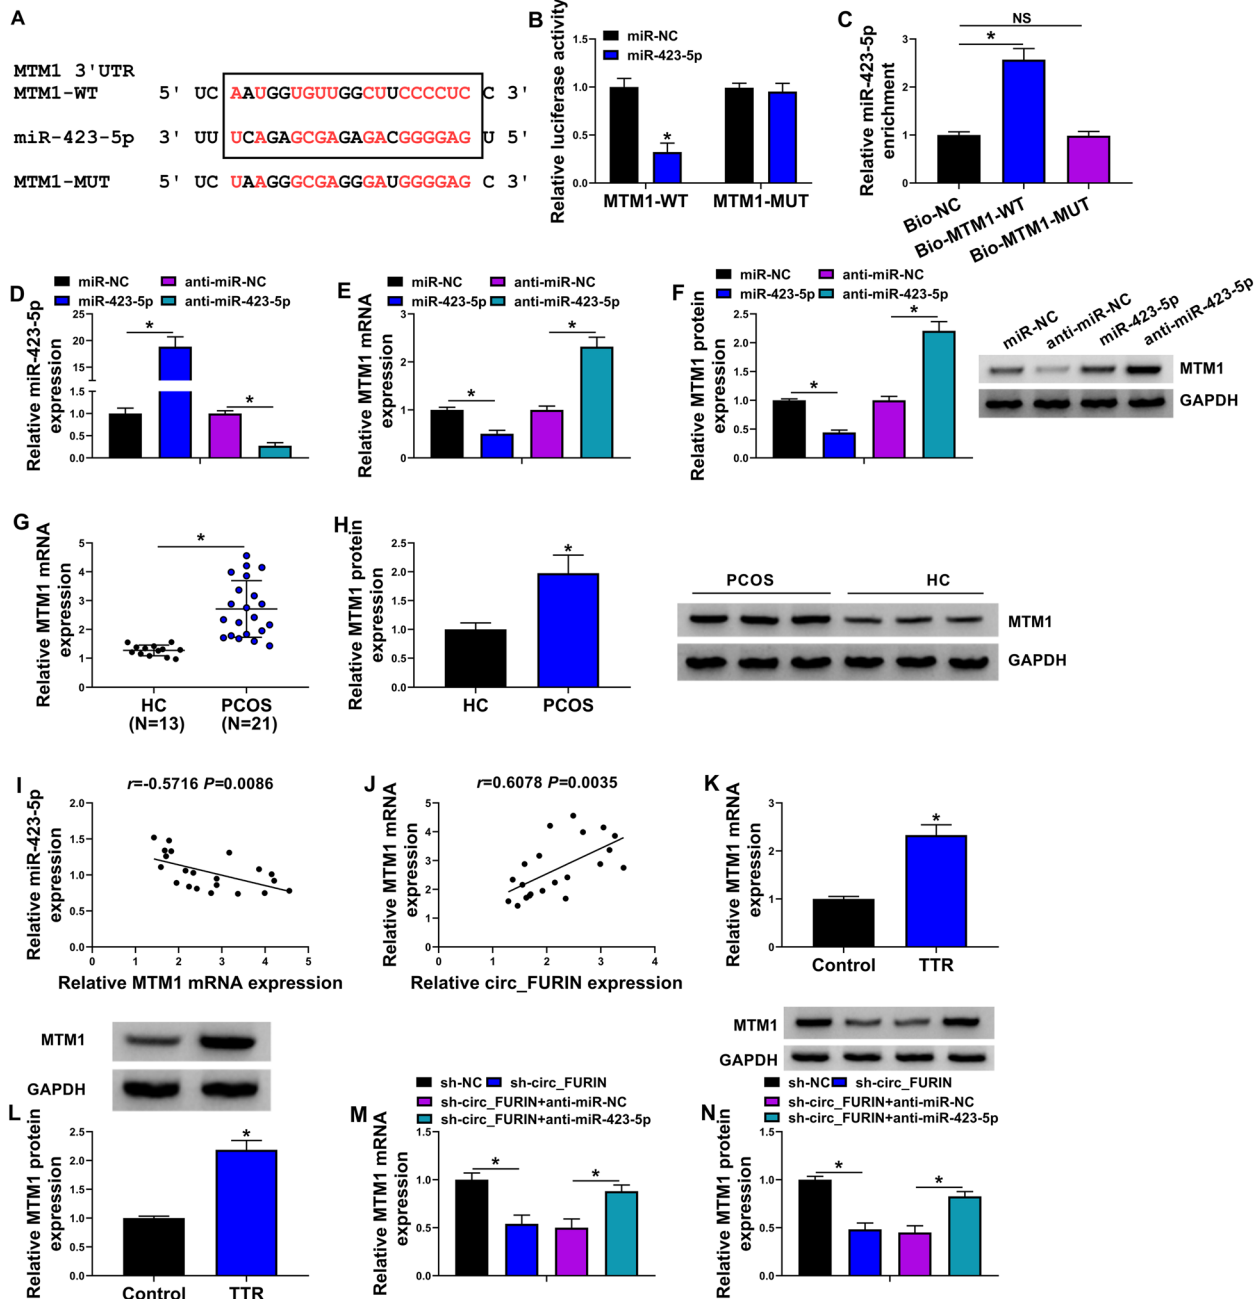 A
MTM1 3'UTR
MTM1-WT 5' UC AAUGGUGUUGGCUUCCCCUC C 3'
miR-423-5p 3' UU UCAGAGCGAGAGACGGGGAG U 5'
MTM1-MUT 5' UC UAAGGGCGAGGGAUGGGGAG C 3'
B
miR-NC
miR-423-5p
Relative luciferase activity
1.5
1.0
0.5
0.0
*
MTM1-WT MTM1-MUT
C
NS
*
Relative miR-423-5p
enrichment
3
2
1
0
Bio-NC
Bio-MTM1-WT
Bio-MTM1-MUT
D
miR-NC anti-miR-NC
miR-423-5p anti-miR-423-5p
Relative miR-423-5p
expression
25
20
15
1.5
1.0
0.5
0.0
* *
E
miR-NC anti-miR-NC
miR-423-5p anti-miR-423-5p
Relative MTM1 mRNA
expression
3
2
1
0
* *
F
miR-NC anti-miR-NC
miR-423-5p anti-miR-423-5p
Relative MTM1 protein
expression
2.5
2.0
1.5
1.0
0.5
0.0
* *
miR-NC
anti-miR-NC
miR-423-5p
anti-miR-423-5p
MTM1
GAPDH
G
Relative MTM1 mRNA
expression
5
4
3
2
1
0
*
HC PCOS
(N=13) (N=21)
H
Relative MTM1 protein
expression
2.5
2.0
1.5
1.0
0.5
0.0
*
HC PCOS
PCOS HC
MTM1
GAPDH
I
r=-0.5716 P=0.0086
Relative miR-423-5p
expression
2.0
1.5
1.0
0.5
0.0
0 1 2 3 4 5
Relative MTM1 mRNA expression
J
r=0.6078 P=0.0035
Relative MTM1 mRNA
expression
5
4
3
2
1
0
0 1 2 3 4
Relative circ_FURIN expression
K
Relative MTM1 mRNA
expression
3
2
1
0
*
Control TTR
MTM1
GAPDH
L
Relative MTM1 protein
expression
2.5
2.0
1.5
1.0
0.5
0.0
*
Control TTR
M
sh-NC sh-circ_FURIN
sh-circ_FURIN+anti-miR-NC
sh-circ_FURIN+anti-miR-423-5p
Relative MTM1 mRNA
expression
1.5
1.0
0.5
0.0
* *
MTM1
GAPDH
N
sh-NC sh-circ_FURIN
sh-circ_FURIN+anti-miR-NC
sh-circ_FURIN+anti-miR-423-5p
Relative MTM1 protein
expression
1.5
1.0
0.5
0.0
* *